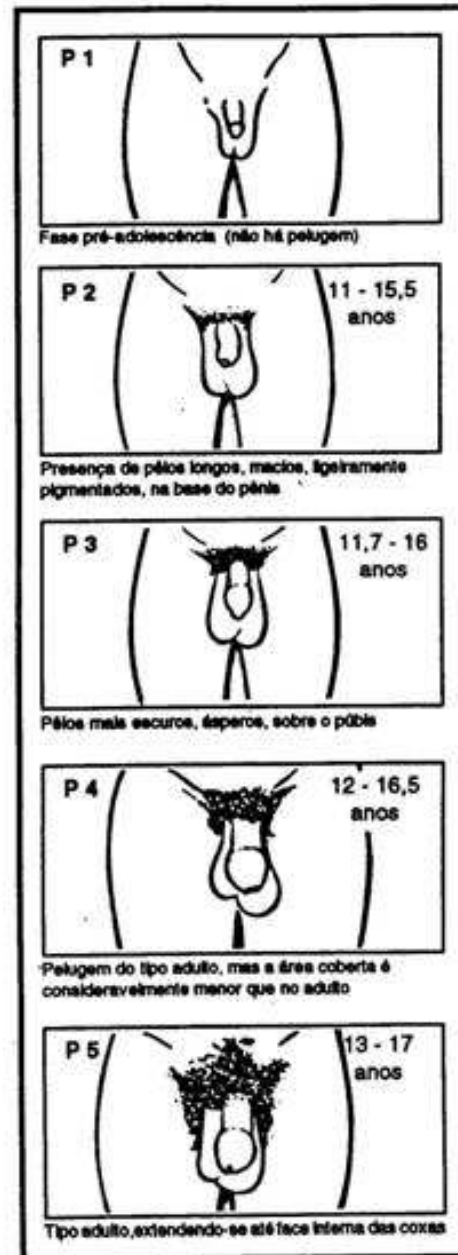 P 1
Fase pré-adolescência (não há pelugem)
P 2
11 - 15,5
anos
Presença de pêlos longos, macios, ligeiramente
pigmentados, na base do pênis
P 3
11,7 - 16
anos
Pêlos mais escuros, ásperos, sobre o púbis
P 4
12 - 16,5
anos
Pelugem do tipo adulto, mas a área coberta é
consideravelmente menor que no adulto
P 5
13 - 17
anos
Tipo adulto,extendendo-se até face interna das coxas